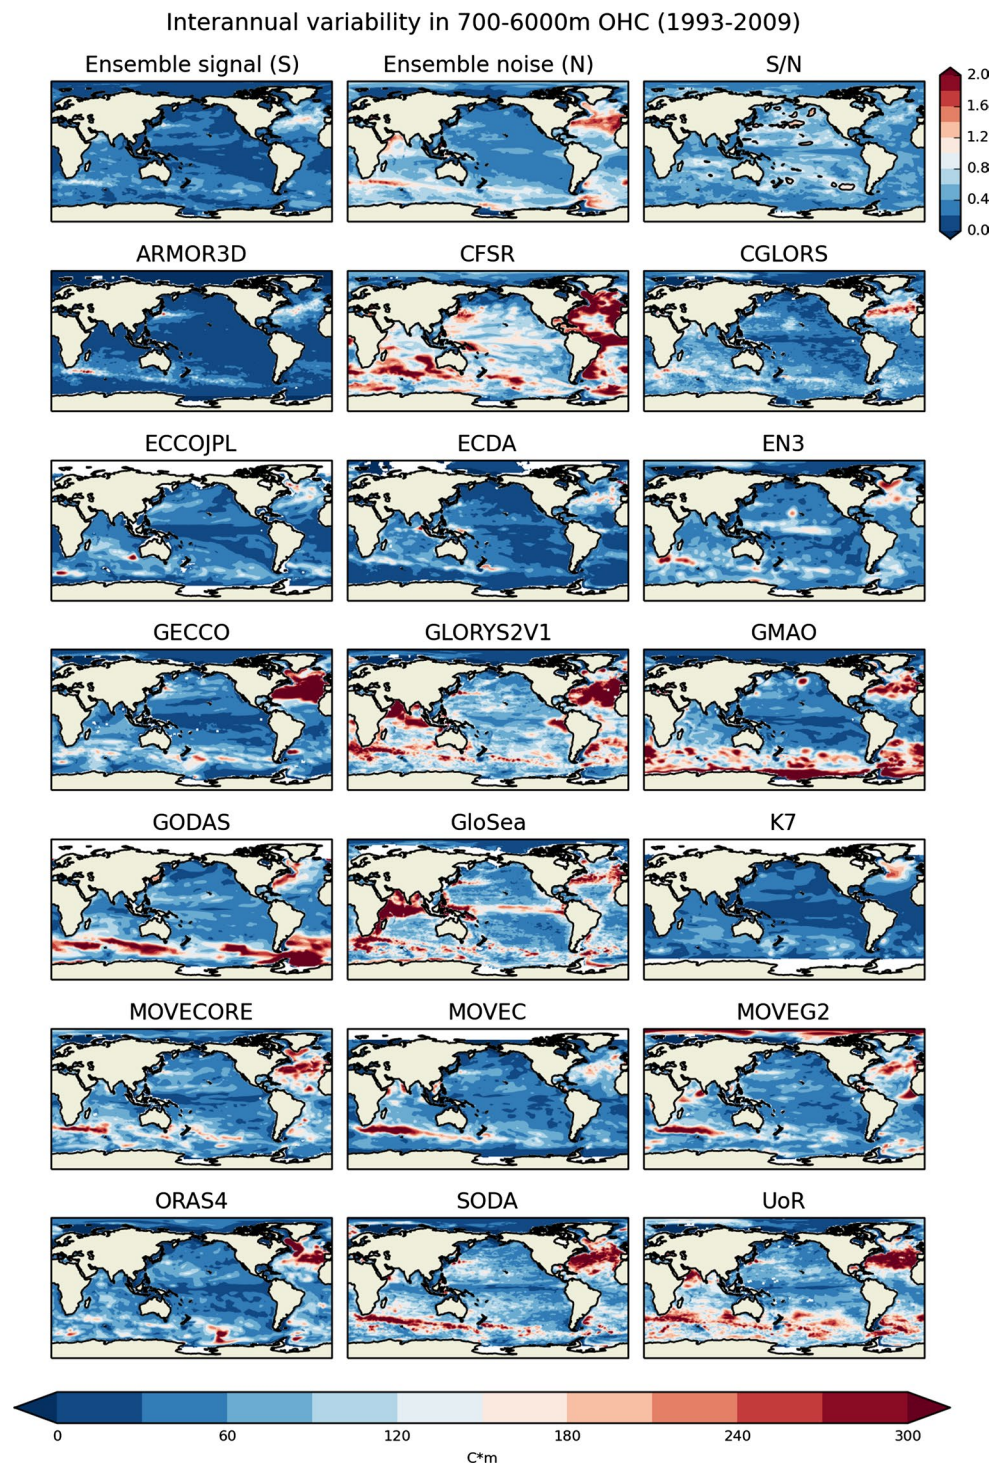 Interannual variability in 700-6000m OHC (1993-2009)
Ensemble signal (S) Ensemble noise (N) S/N
2.0
1.6
1.2
0.8
0.4
0.0
ARMOR3D CFSR CGLORS
ECCOJPL ECDA EN3
GECCO GLORYS2V1 GMAO
GODAS GloSea K7
MOVECORE MOVEC MOVEG2
ORAS4 SODA UoR
0 60 120 180 240 300
C*m